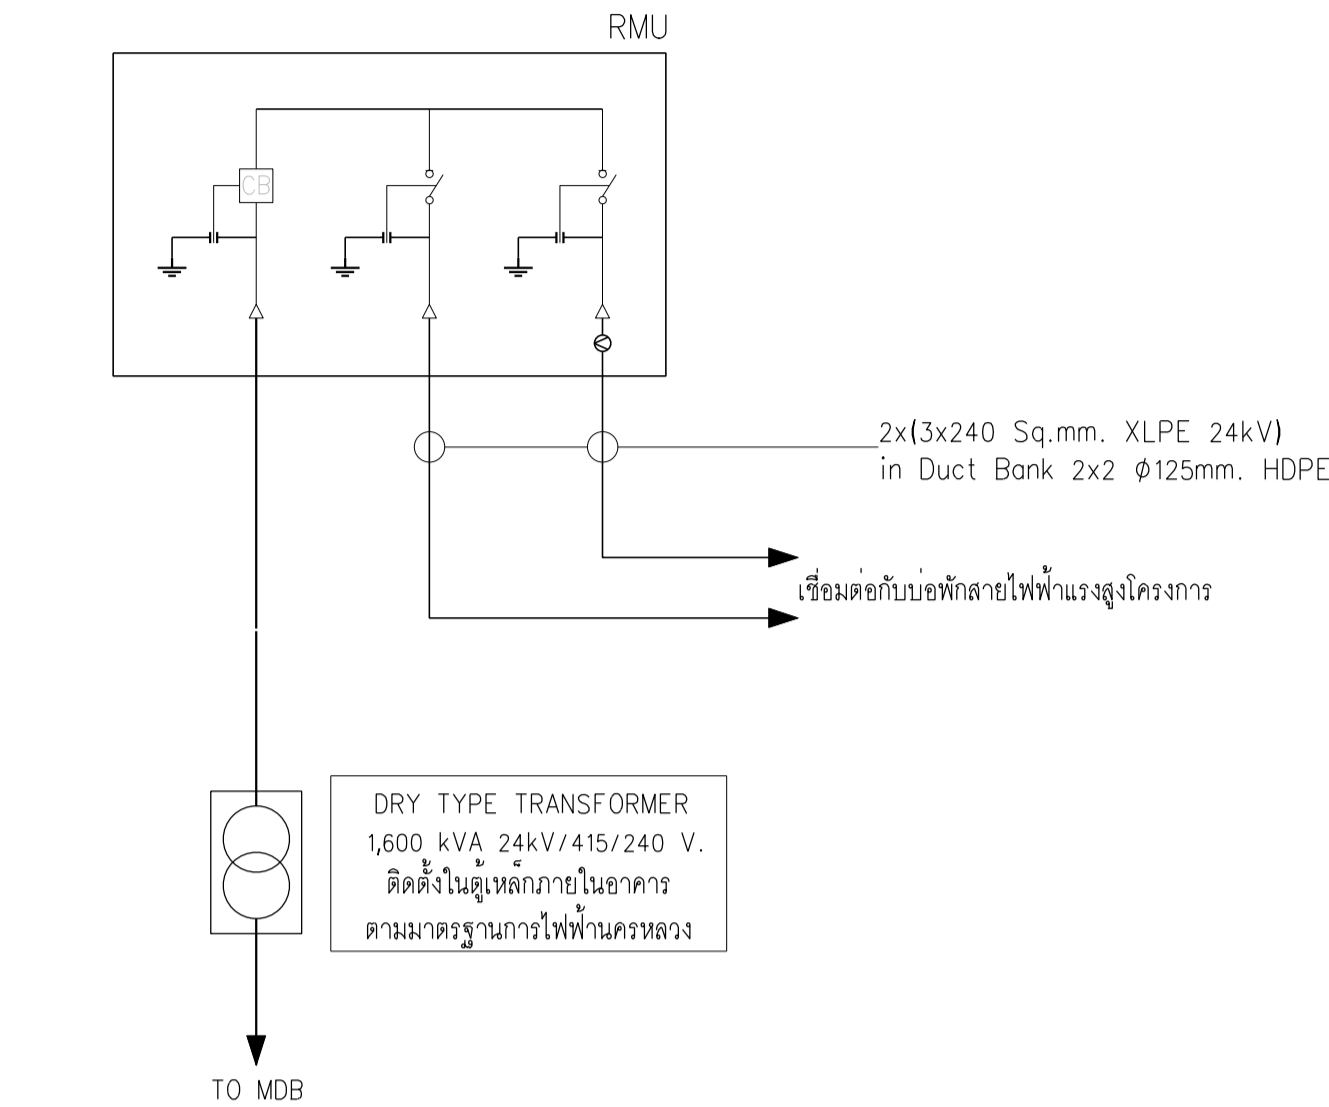 RMU
CB
2x(3x240 Sq.mm. XLPE 24kV)
in Duct Bank 2x2 φ125mm. HDPE
เชื่อมต่อกับบ่อพักสายไฟฟ้าแรงสูงโครงการ
DRY TYPE TRANSFORMER
1,600 kVA 24kV/415/240 V.
ติดตั้งในตู้เหล็กภายในอาคาร
ตามมาตรฐานการไฟฟ้านครหลวง
TO MDB